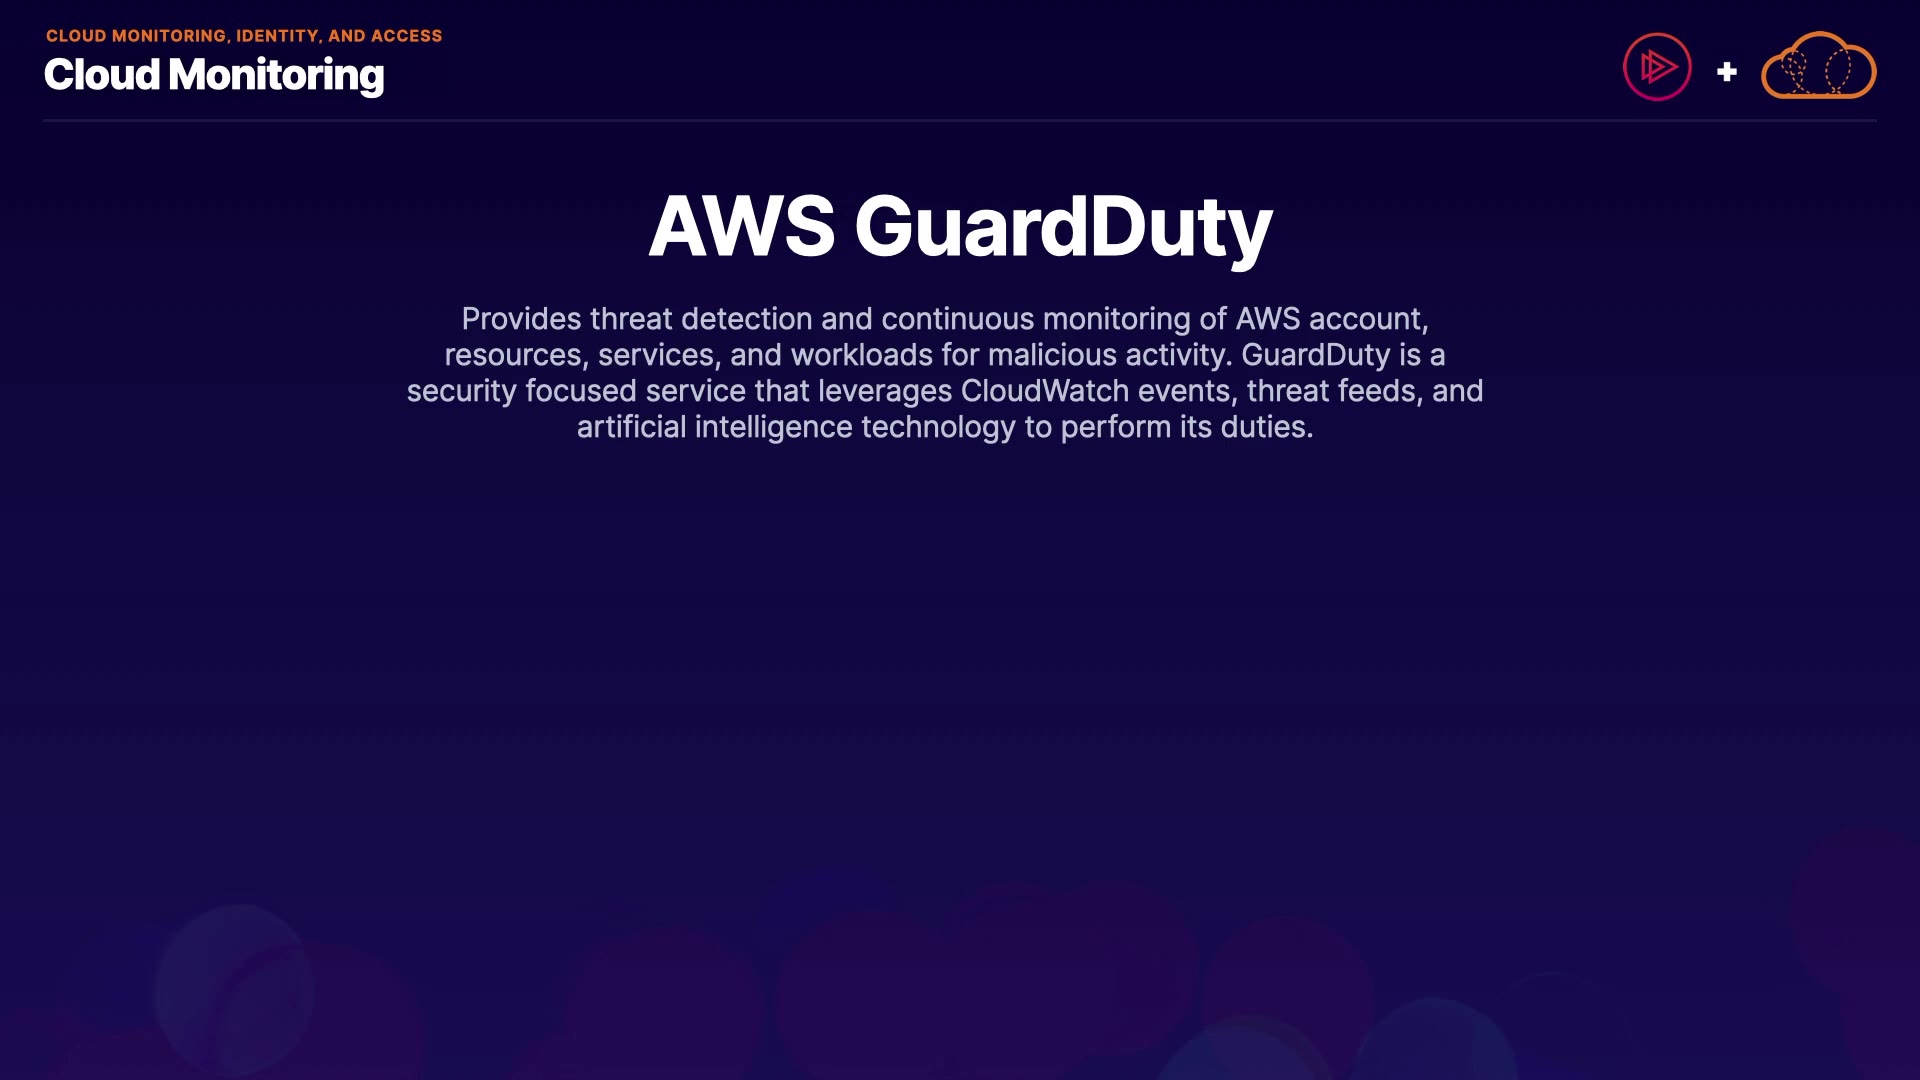 CLOUD MONITORING, IDENTITY, AND ACCESS
Cloud Monitoring
AWS GuardDuty
Provides threat detection and continuous monitoring of AWS account,
resources, services, and workloads for malicious activity. GuardDuty is a
security focused service that leverages CloudWatch events, threat feeds, and
artificial intelligence technology to perform its duties.